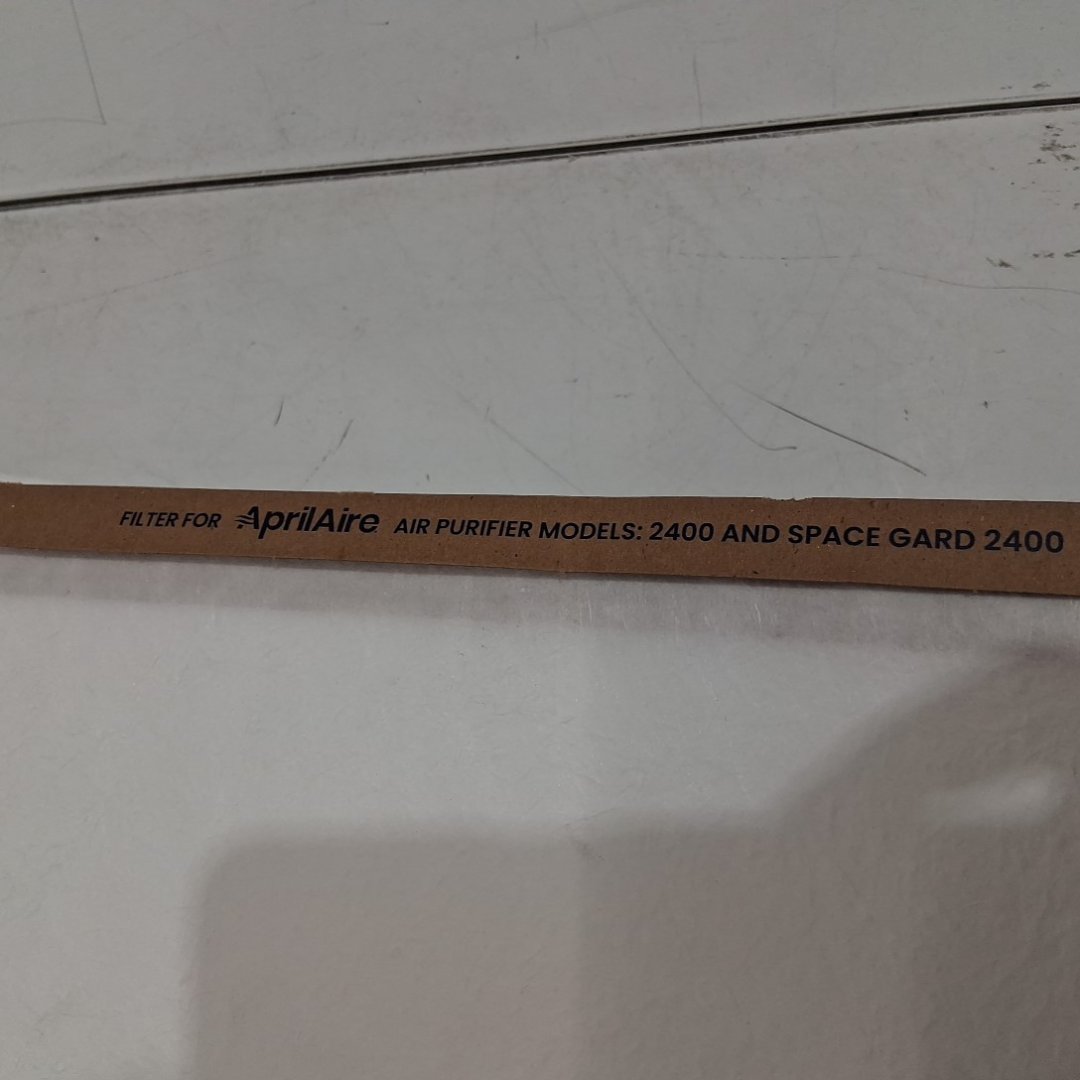 FILTER FOR AprilAire AIR PURIFIER MODELS: 2400 AND SPACE GARD 2400